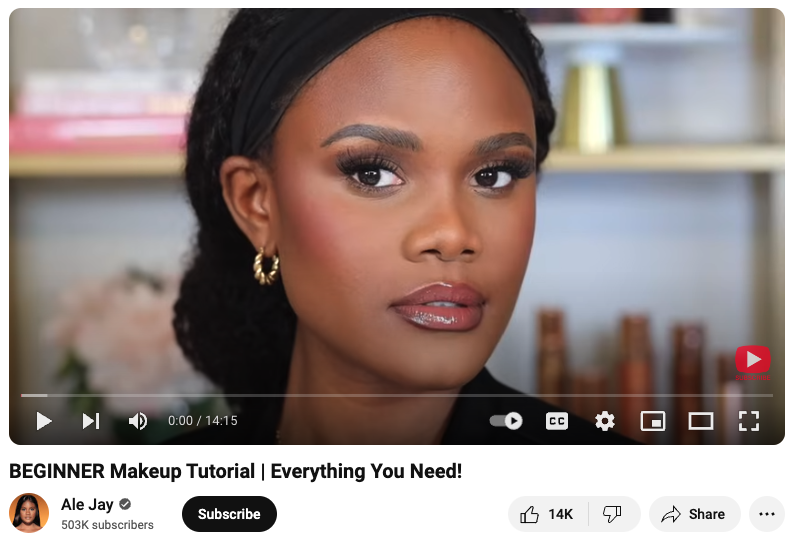 0:00 / 14:15
CC
BEGINNER Makeup Tutorial | Everything You Need!
Ale Jay
503K subscribers
Subscribe
14K
Share